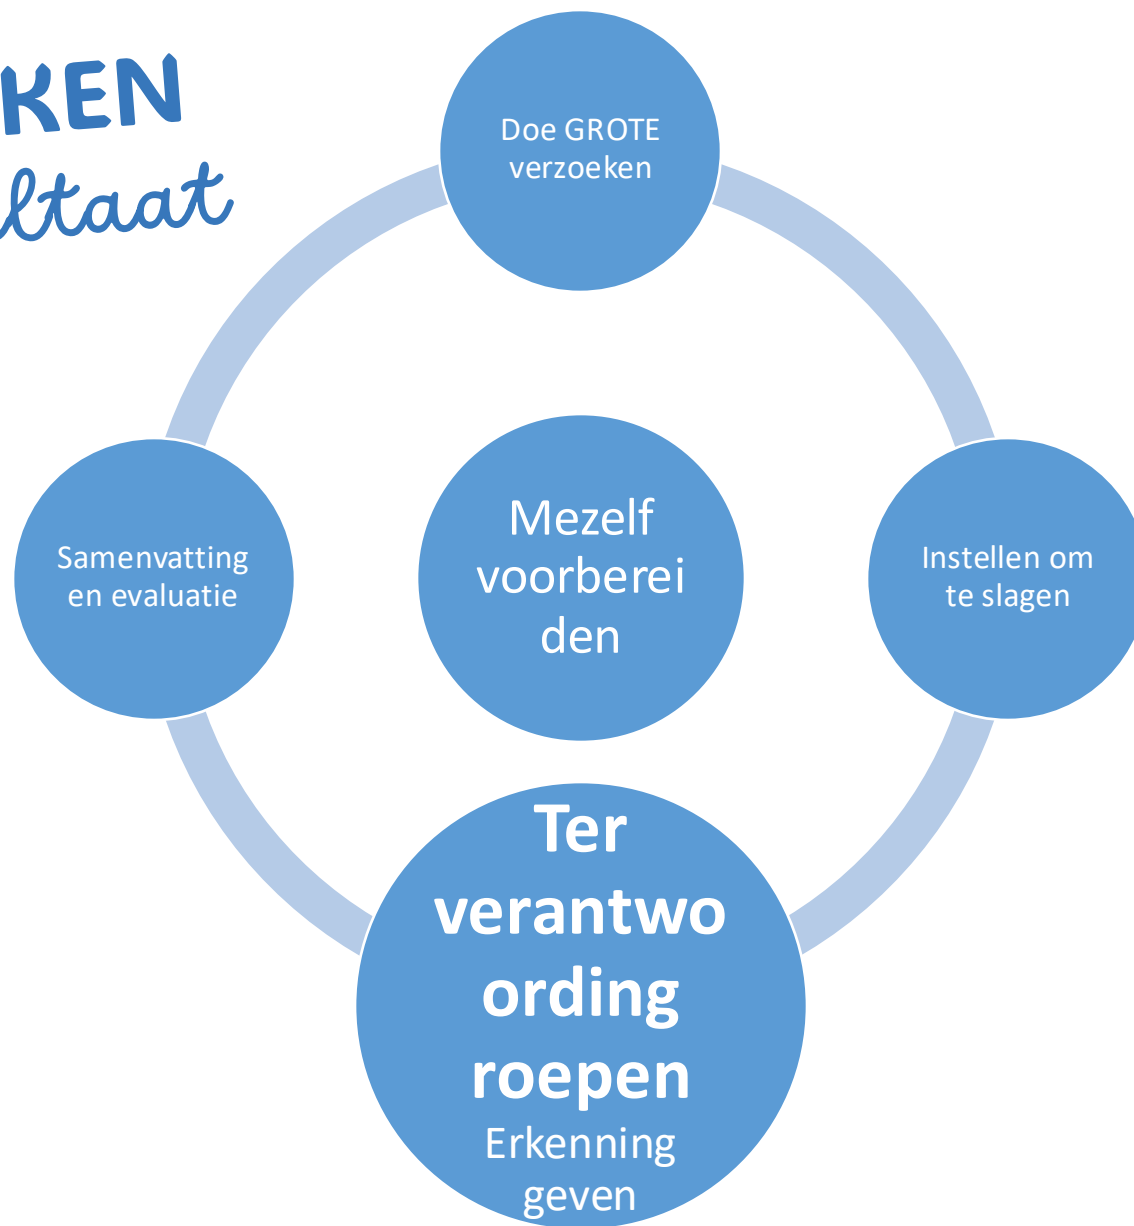 KEN
ltaat
Doe GROTE
verzoeken
Samenvatting
en evaluatie
Mezelf
voorberei
den
Instellen om
te slagen
Ter
verantwo
ording
roepen
Erkenning
geven